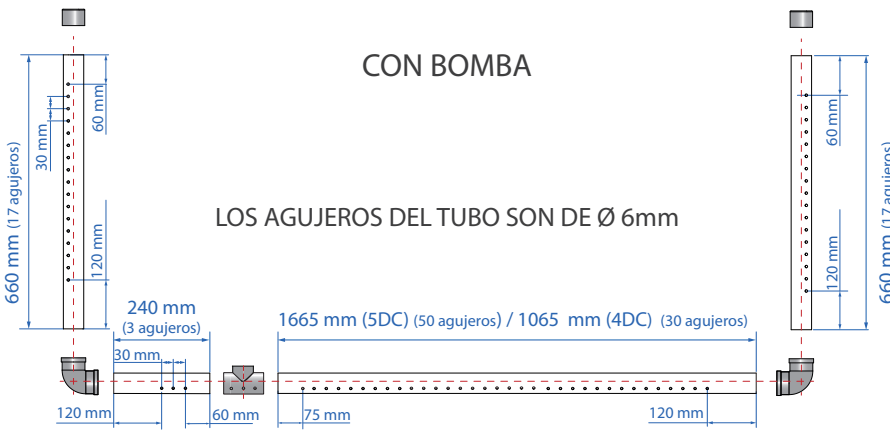 CON BOMBA
660 mm (17 agujeros)
30 mm
60 mm
120 mm
LOS AGUJEROS DEL TUBO SON DE Ø 6mm
60 mm
120 mm
660 mm (17 agujeros)
240 mm
(3 agujeros)
30 mm
120 mm
60 mm
1665 mm (5DC) (50 agujeros) / 1065 mm (4DC) (30 agujeros)
75 mm
120 mm